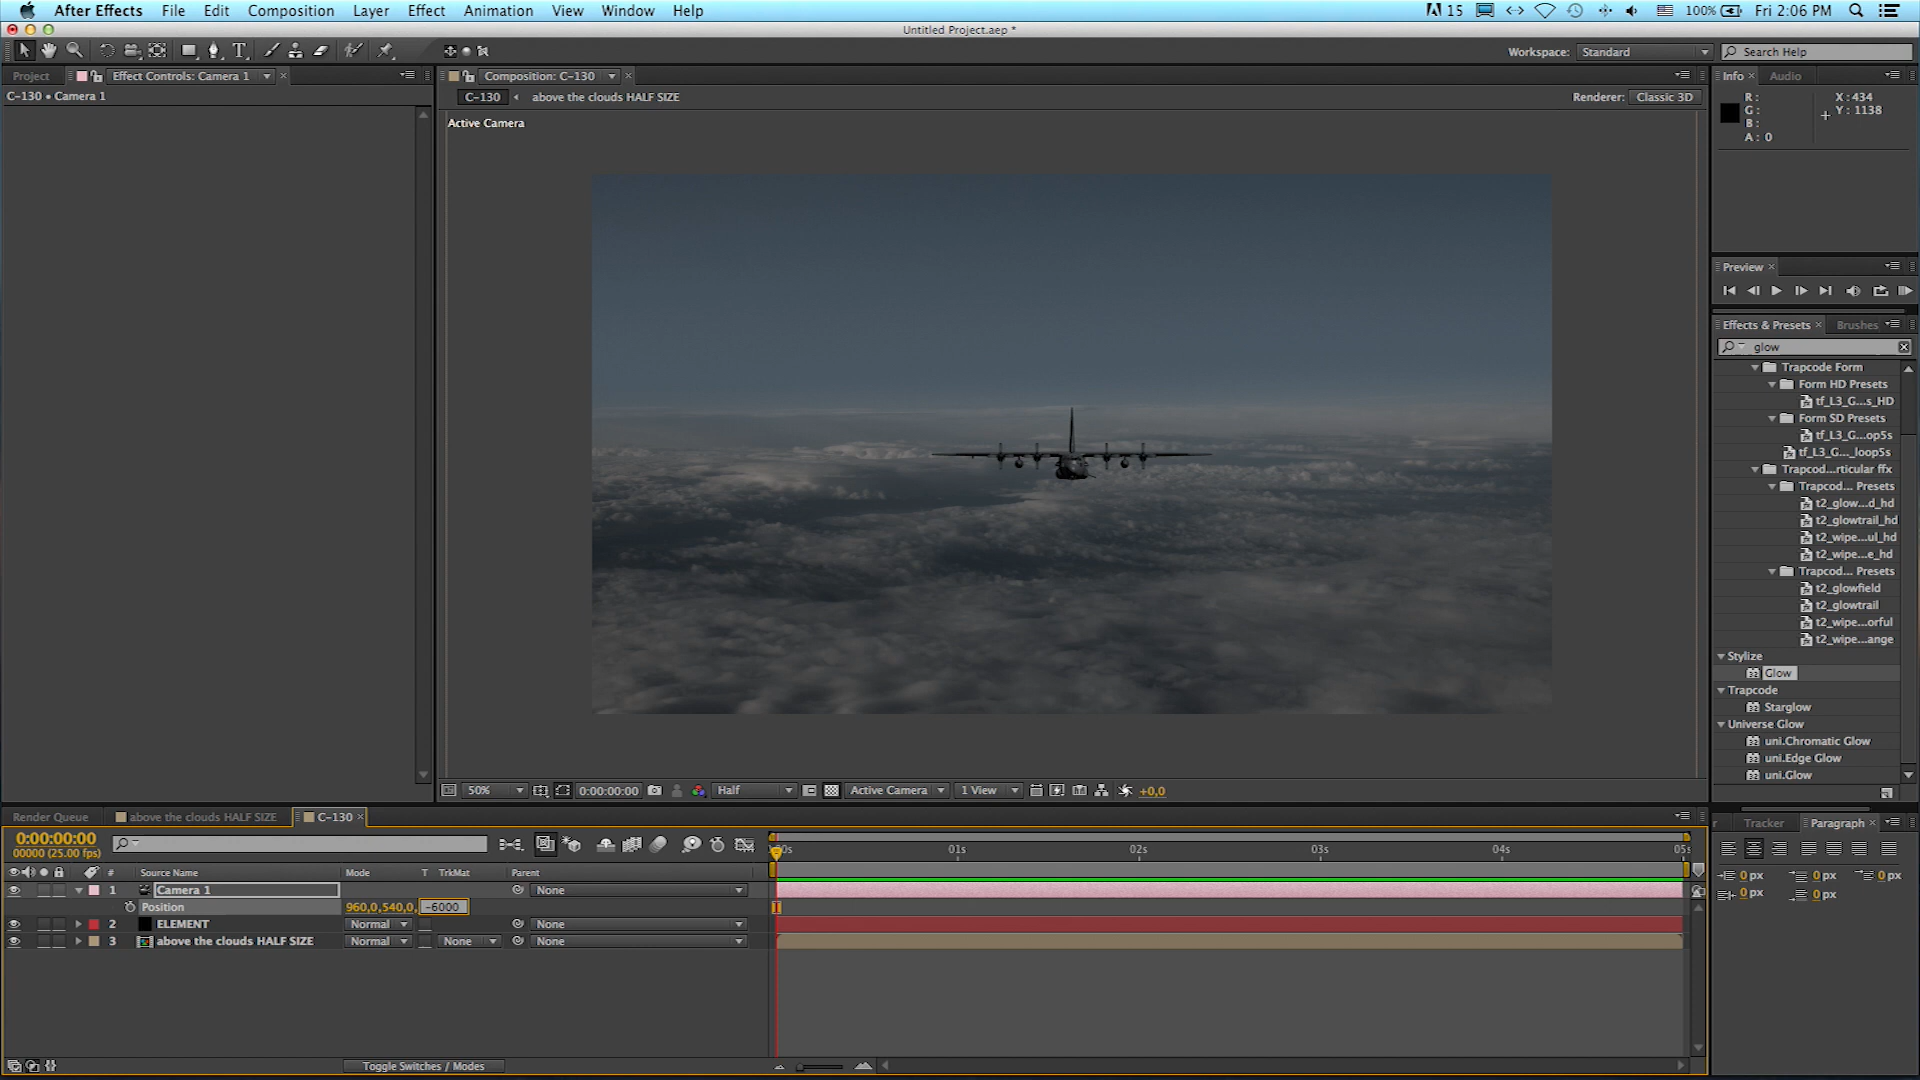 After Effects File Edit Composition Layer Effect Animation View Window Help 15 100% Fri 2:06 PM
Untitled Project.aep *
Workspace: Standard Search Help
Project Effect Controls: Camera 1 × Composition: C-130 × Info × Audio
C-130 • Camera 1
C-130 above the clouds HALF SIZE Renderer: Classic 3D
R: X: 434
G: Y: 1138
B:
A: 0
Active Camera
Preview ×
Effects & Presets × Brushes
glow
Trapcode Form
Form HD Presets
tf_L3_G...s_HD
Form SD Presets
tf_L3_G...op5s
tf_L3_G..._loop5s
Trapcod...rticular ffx
Trapcod... Presets
t2_glow...d_hd
t2_glowtrail_hd
t2_wipe...ul_hd
t2_wipe...e_hd
Trapcod... Presets
t2_glowfield
t2_glowtrail
t2_wipe...orful
t2_wipe...ange
Stylize
Glow
Trapcode
Starglow
Universe Glow
uni.Chromatic Glow
uni.Edge Glow
uni.Glow
50% 0:00:00:00 Half Active Camera 1 View +0,0
Render Queue above the clouds HALF SIZE C-130 × Tracker Paragraph ×
0:00:00:00
00000 (25.00 fps)
01s 02s 03s 04s
# Source Name Mode T TrkMat Parent
0 px 0 px 0 px
0 px 0 px
1 Camera 1 None
Position 960,0,540,0, -6000
2 ELEMENT Normal None
3 above the clouds HALF SIZE Normal None None
Toggle Switches / Modes